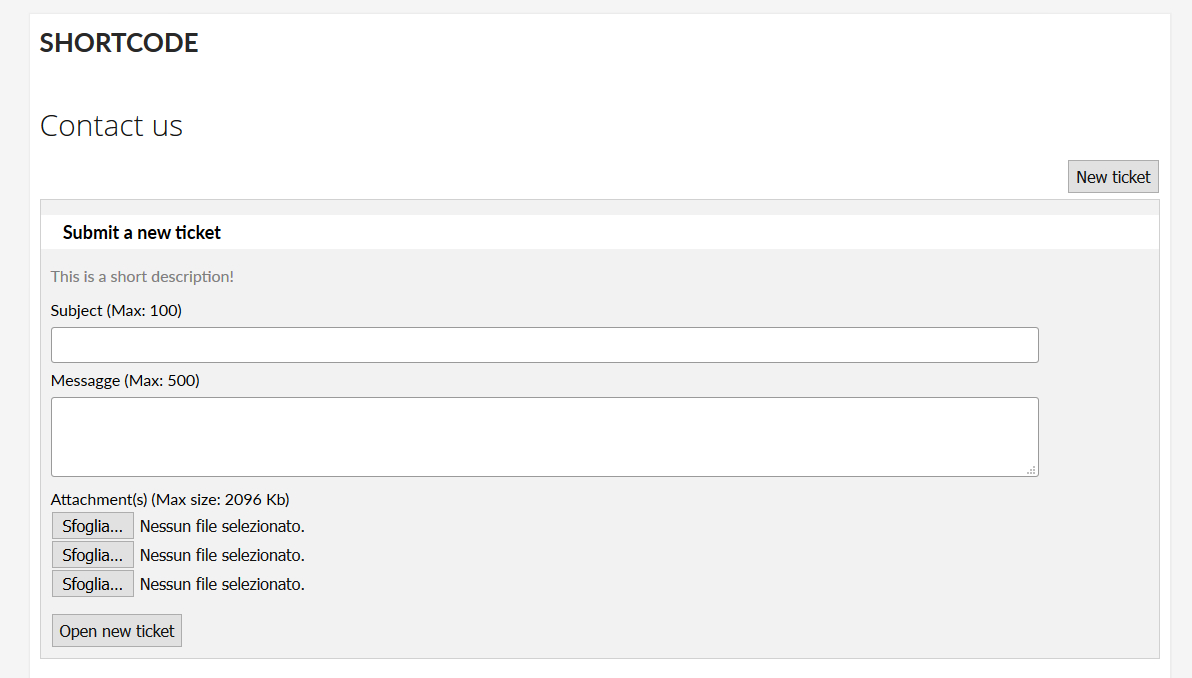 SHORTCODE
Contact us
New ticket
Submit a new ticket
This is a short description!
Subject (Max: 100)
Messagge (Max: 500)
Attachment(s) (Max size: 2096 Kb)
Sfoglia... Nessun file selezionato.
Sfoglia... Nessun file selezionato.
Sfoglia... Nessun file selezionato.
Open new ticket